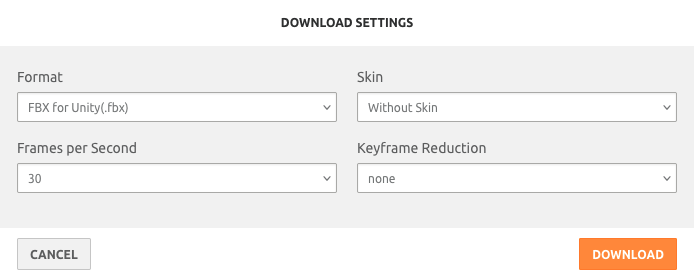 DOWNLOAD SETTINGS
Format Skin
FBX for Unity(.fbx) Without Skin
Frames per Second Keyframe Reduction
30 none
CANCEL DOWNLOAD